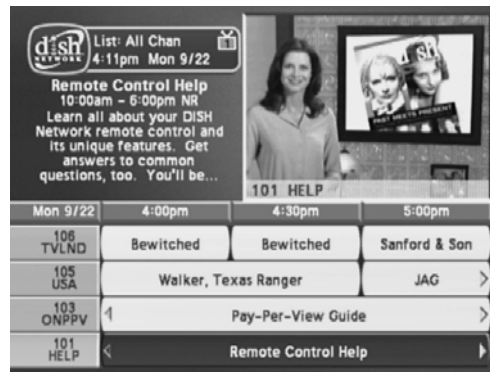 dish
NETWORK
List: All Chan
1
4:11pm Mon 9/22
Remote Control Help
10:00am - 6:00pm NR
Learn all about your DISH
Network remote control and
its unique features. Get
answers to common
questions, too. You'll be...
dish
PAST MEETS PRESENT
101 HELP
Mon 9/22 4:00pm 4:30pm 5:00pm
106
TVLND
Bewitched Bewitched Sanford & Son
105
USA
Walker, Texas Ranger JAG >
103
ONPPV
Pay-Per-View Guide >
101
HELP
< Remote Control Help